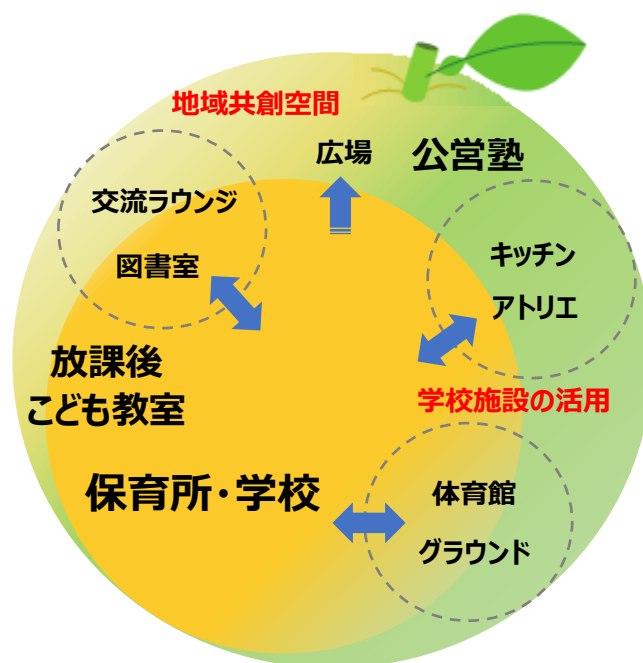 地域共創空間
広場
公営塾
交流ラウンジ
図書室
キッチン
アトリエ
放課後
こども教室
学校施設の活用
保育所・学校
体育館
グラウンド